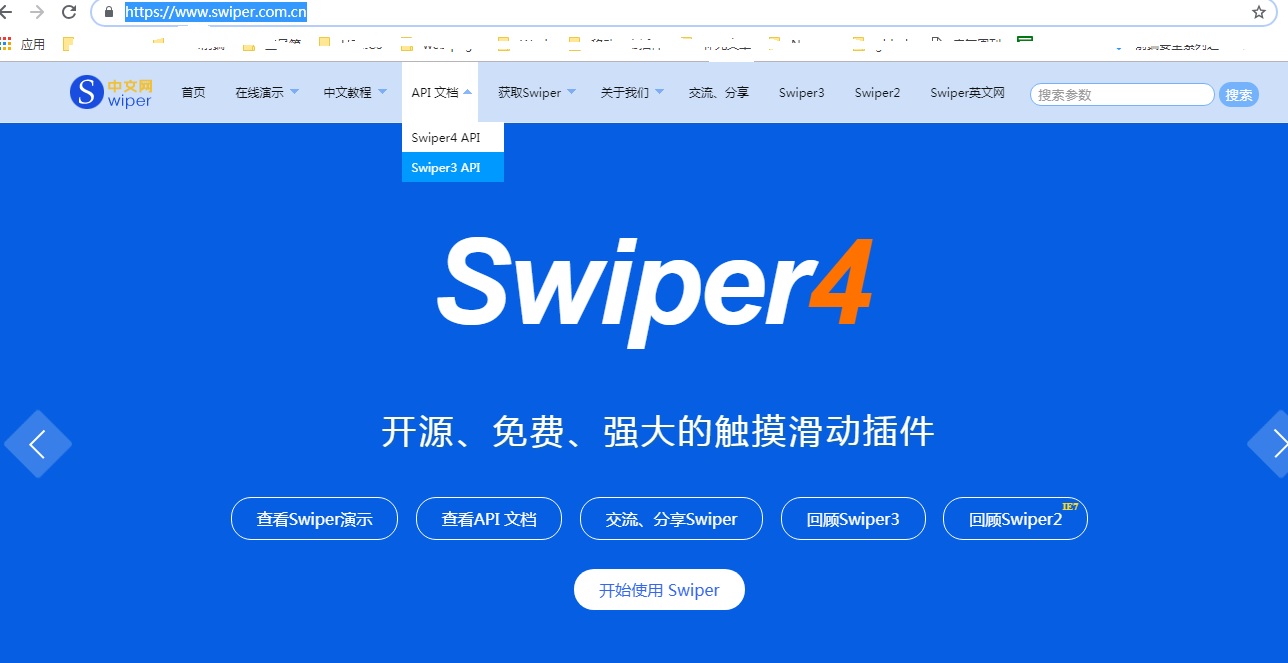 https://www.swiper.com.cn
应用
中文网
Swiper
首页
在线演示
中文教程
API 文档
获取Swiper
关于我们
交流、分享
Swiper3
Swiper2
Swiper英文网
搜索参数
搜索
Swiper4 API
Swiper3 API
Swiper4
开源、免费、强大的触摸滑动插件
查看Swiper演示
查看API 文档
交流、分享Swiper
回顾Swiper3
回顾Swiper2
IE7
开始使用 Swiper